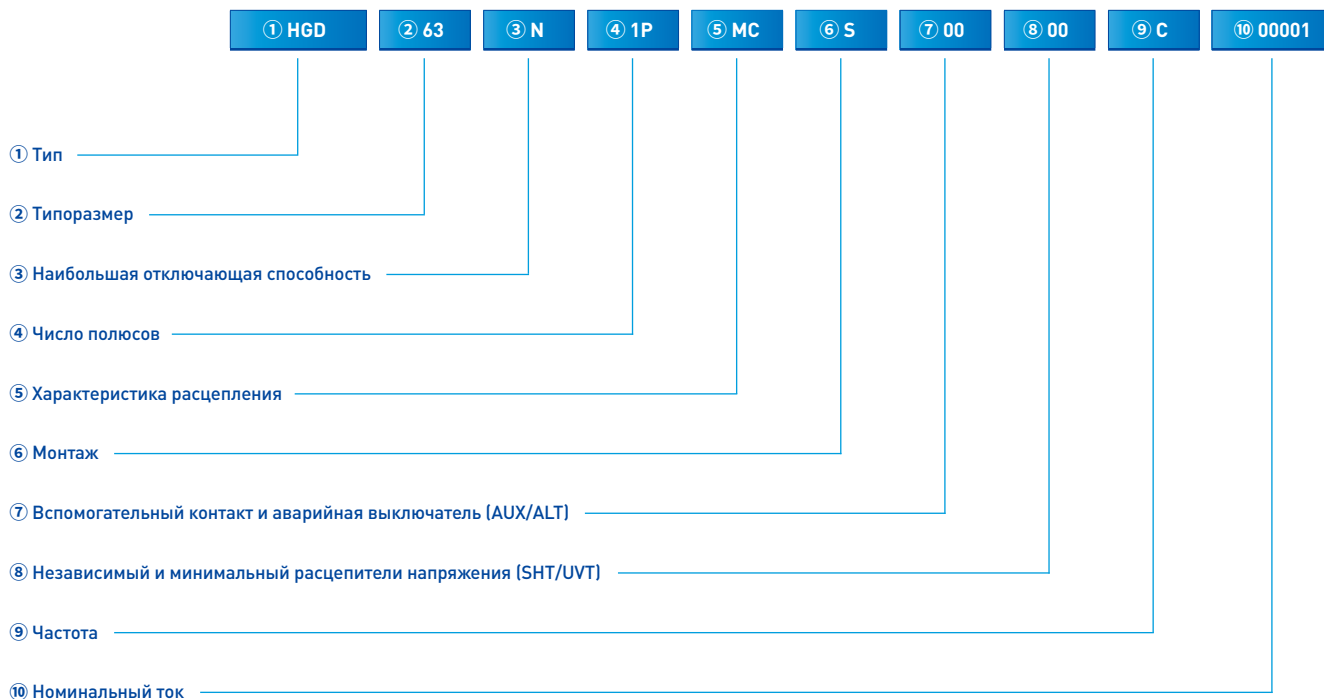 ① HGD ② 63 ③ N ④ 1P ⑤ MC ⑥ S ⑦ 00 ⑧ 00 ⑨ C ⑩ 00001
① Тип
② Типоразмер
③ Наибольшая отключающая способность
④ Число полюсов
⑤ Характеристика расцепления
⑥ Монтаж
⑦ Вспомогательный контакт и аварийная выключатель (AUX/ALT)
⑧ Независимый и минимальный расцепители напряжения (SHT/UVT)
⑨ Частота
⑩ Номинальный ток